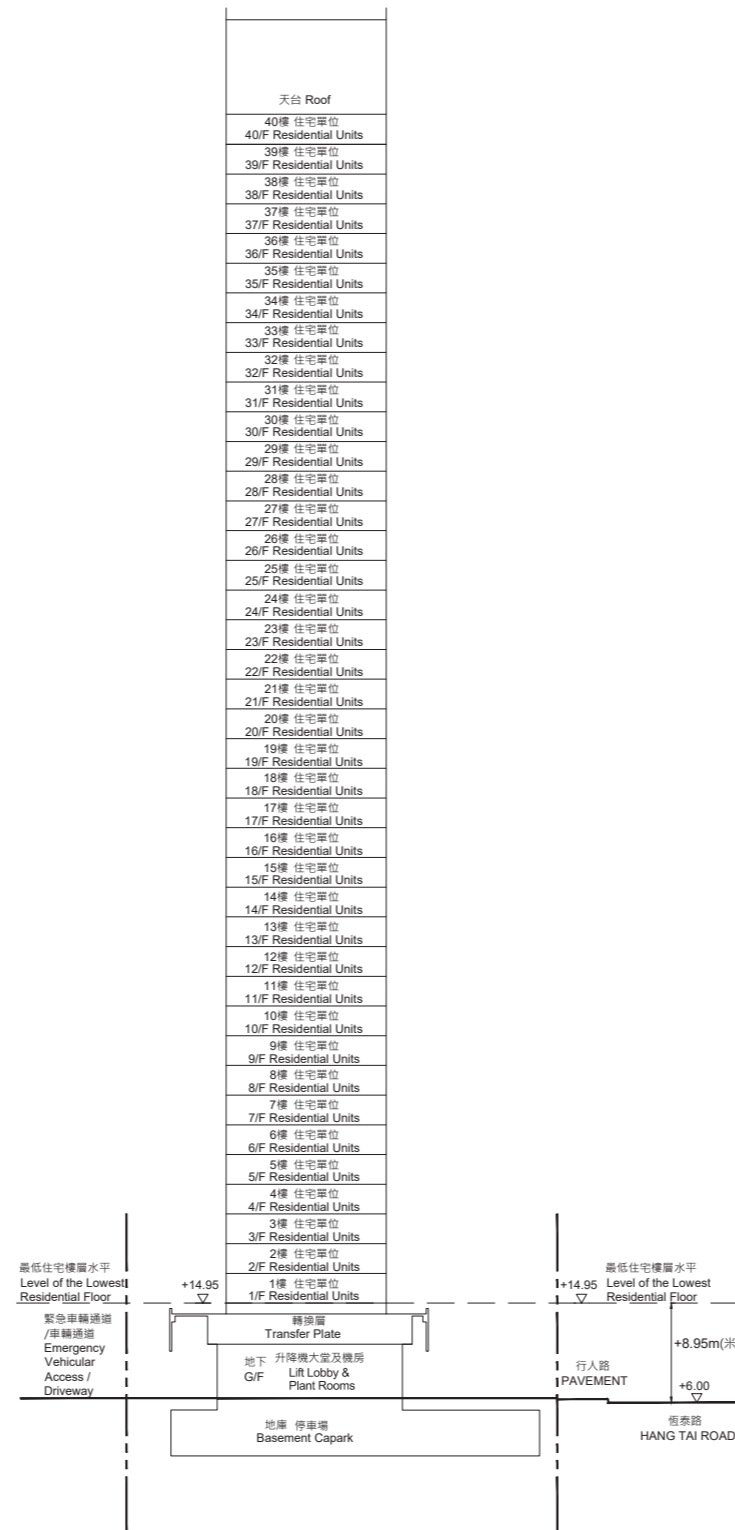 天台 Roof
40樓 住宅單位
40/F Residential Units
39樓 住宅單位
39/F Residential Units
38樓 住宅單位
38/F Residential Units
37樓 住宅單位
37/F Residential Units
36樓 住宅單位
36/F Residential Units
35樓 住宅單位
35/F Residential Units
34樓 住宅單位
34/F Residential Units
33樓 住宅單位
33/F Residential Units
32樓 住宅單位
32/F Residential Units
31樓 住宅單位
31/F Residential Units
30樓 住宅單位
30/F Residential Units
29樓 住宅單位
29/F Residential Units
28樓 住宅單位
28/F Residential Units
27樓 住宅單位
27/F Residential Units
26樓 住宅單位
26/F Residential Units
25樓 住宅單位
25/F Residential Units
24樓 住宅單位
24/F Residential Units
23樓 住宅單位
23/F Residential Units
22樓 住宅單位
22/F Residential Units
21樓 住宅單位
21/F Residential Units
20樓 住宅單位
20/F Residential Units
19樓 住宅單位
19/F Residential Units
18樓 住宅單位
18/F Residential Units
17樓 住宅單位
17/F Residential Units
16樓 住宅單位
16/F Residential Units
15樓 住宅單位
15/F Residential Units
14樓 住宅單位
14/F Residential Units
13樓 住宅單位
13/F Residential Units
12樓 住宅單位
12/F Residential Units
11樓 住宅單位
11/F Residential Units
10樓 住宅單位
10/F Residential Units
9樓 住宅單位
9/F Residential Units
8樓 住宅單位
8/F Residential Units
7樓 住宅單位
7/F Residential Units
6樓 住宅單位
6/F Residential Units
5樓 住宅單位
5/F Residential Units
4樓 住宅單位
4/F Residential Units
3樓 住宅單位
3/F Residential Units
2樓 住宅單位
2/F Residential Units
1樓 住宅單位
1/F Residential Units
最低住宅樓層水平
Level of the Lowest
Residential Floor
+14.95
+14.95
最低住宅樓層水平
Level of the Lowest
Residential Floor
緊急車輛通道
/車輛通道
Emergency
Vehicular
Access /
Driveway
轉換層
Transfer Plate
地下
G/F
升降機大堂及機房
Lift Lobby &
Plant Rooms
+8.95m(米
行人路
PAVEMENT
+6.00
恆泰路
HANG TAI ROAD
地庫 停車場
Basement Capark